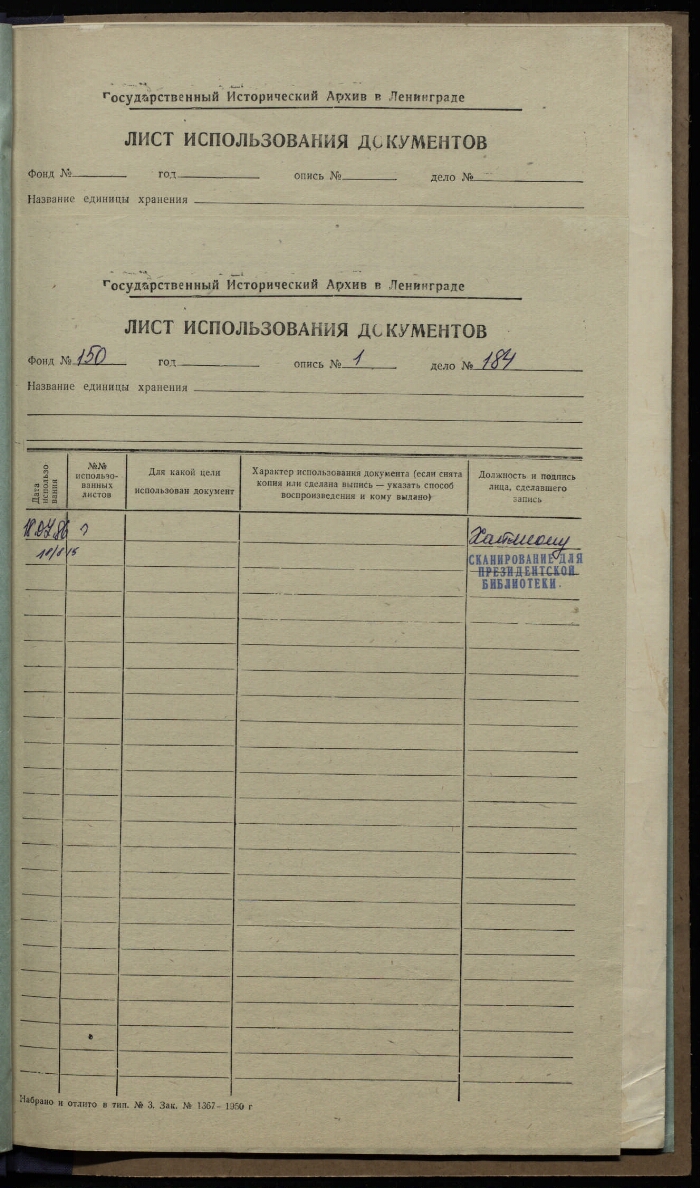 Государственный Исторический Архив в Ленинграде
ЛИСТ ИСПОЛЬЗОВАНИЯ ДОКУМЕНТОВ
Фонд № год опись № дело №
Название единицы хранения
Государственный Исторический Архив в Ленинграде
ЛИСТ ИСПОЛЬЗОВАНИЯ ДОКУМЕНТОВ
Фонд № 150 год опись № 1 дело № 184
Название единицы хранения
Дата использования
№№ использо-
ванных
листов
Для какой цели
использован документ
Характер использования документа (если снята
копия или сделана выпись — указать способ
воспроизведения и кому выдано)
Должность и подпись
лица, сделавшего
запись
СКАНИРОВАНИЕ ДЛЯ
ПРЕЗИДЕНТСКОЙ
БИБЛИОТЕКИ
Набрано и отлито в тип. № 3. Зак. № 1367 - 1950 г